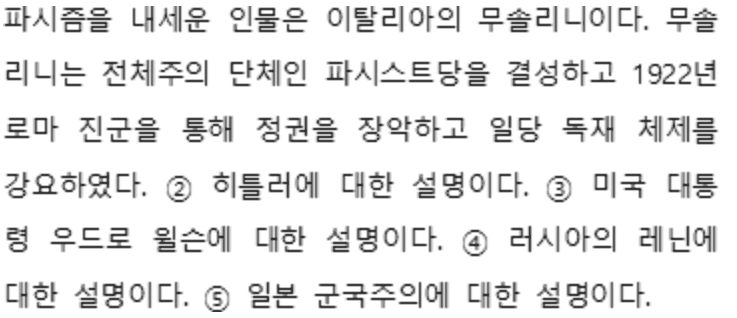 파시즘을 내세운 인물은 이탈리아의 무솔리니이다. 무솔
리니는 전체주의 단체인 파시스트당을 결성하고 1922년
로마 진군을 통해 정권을 장악하고 일당 독재 체제를
강요하였다. ② 히틀러에 대한 설명이다. ③ 미국 대통
령 우드로 윌슨에 대한 설명이다. ④ 러시아의 레닌에
대한 설명이다. ⑤ 일본 군국주의에 대한 설명이다.